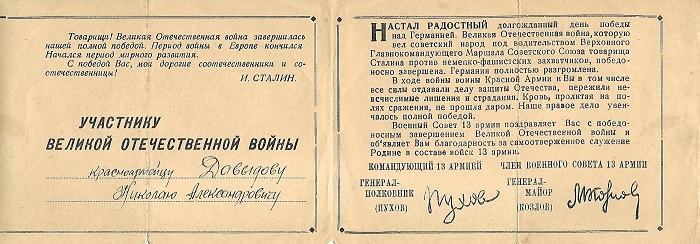 Товарищи! Великая Отечественная война завершилась
нашей полной победой. Период войны в Европе кончился
Начался период мирного развития.
С победой Вас, мои дорогие соотечественники и со-
отечественницы!
И. СТАЛИН.
УЧАСТНИКУ
ВЕЛИКОЙ ОТЕЧЕСТВЕННОЙ ВОЙНЫ
красноармейцу Давыдову
Николаю Александровичу
НАСТАЛ РАДОСТНЫЙ долгожданный день победы
над Германией. Великая Отечественная война, которую
вел советский народ под водительством Верховного
Главнокомандующего Маршала Советского Союза товарища
Сталина против немецко-фашистских захватчиков, победо-
носно завершена. Германия полностью разгромлена.
В ходе войны воины Красной Армии и Вы в том числе
все силы отдавали делу защиты Отечества, пережили не-
исчислимые лишения и страдания. Кровь, пролитая на по-
лях сражения, не прошла даром. Наше правое дело увен-
чалось полной победой.
Военный Совет 13 армии поздравляет Вас с победо-
носным завершением Великой Отечественной войны и
об'являет Вам благодарность за самоотверженное служение
Родине в составе войск 13 армии.
КОМАНДУЮЩИЙ 13 АРМИЕЙ ЧЛЕН ВОЕННОГО СОВЕТА 13 АРМИИ
ГЕНЕРАЛ-
ПОЛКОВНИК
(ПУХОВ)
Пухов
ГЕНЕРАЛ-
МАЙОР
(КОЗЛОВ)